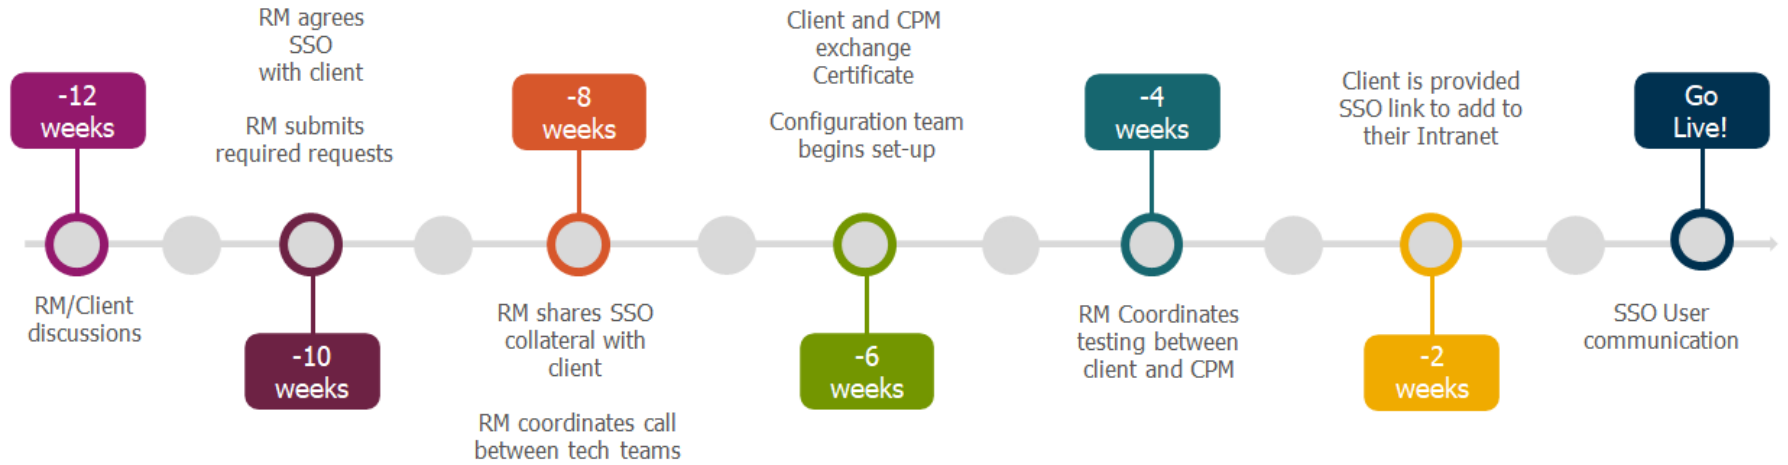 -12
weeks
RM/Client
discussions
RM agrees
SSO
with client
RM submits
required requests
-10
weeks
-8
weeks
RM shares SSO
collateral with
client
RM coordinates call
between tech teams
Client and CPM
exchange
Certificate
Configuration team
begins set-up
-6
weeks
-4
weeks
RM Coordinates
testing between
client and CPM
Client is provided
SSO link to add to
their Intranet
-2
weeks
Go
Live!
SSO User
communication